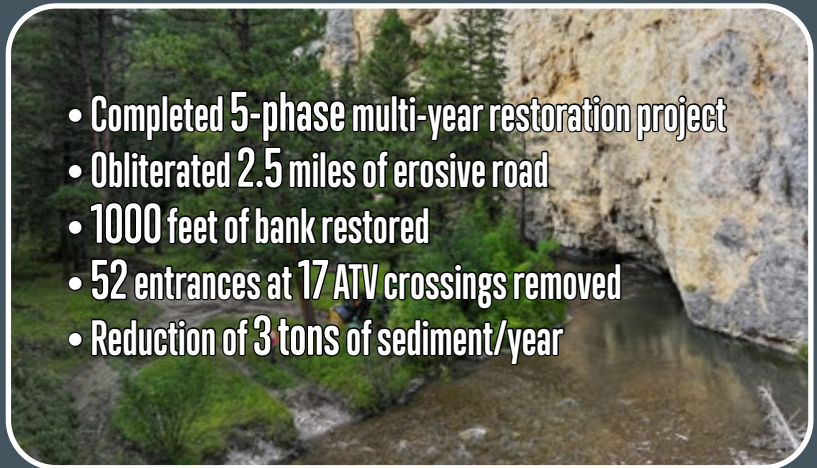 • Completed 5-phase multi-year restoration project
• Obliterated 2.5 miles of erosive road
• 1000 feet of bank restored
• 52 entrances at 17 ATV crossings removed
• Reduction of 3 tons of sediment/year